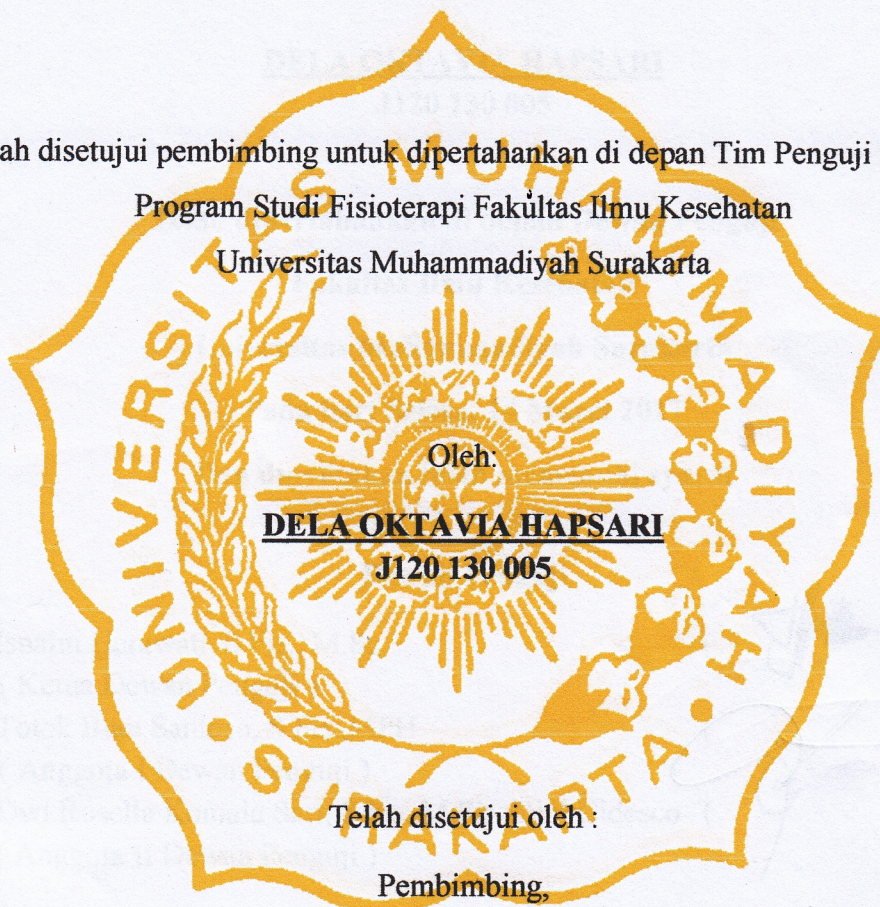 ah disetujui pembimbing untuk dipertahankan di depan Tim Penguji
Program Studi Fisioterapi Fakultas Ilmu Kesehatan
Universitas Muhammadiyah Surakarta
UNIVERSITAS MUHAMMADIYAH
SURAKARTA
Oleh:
DELA OKTAVIA HAPSARI
J120 130 005
Telah disetujui oleh :
Pembimbing,